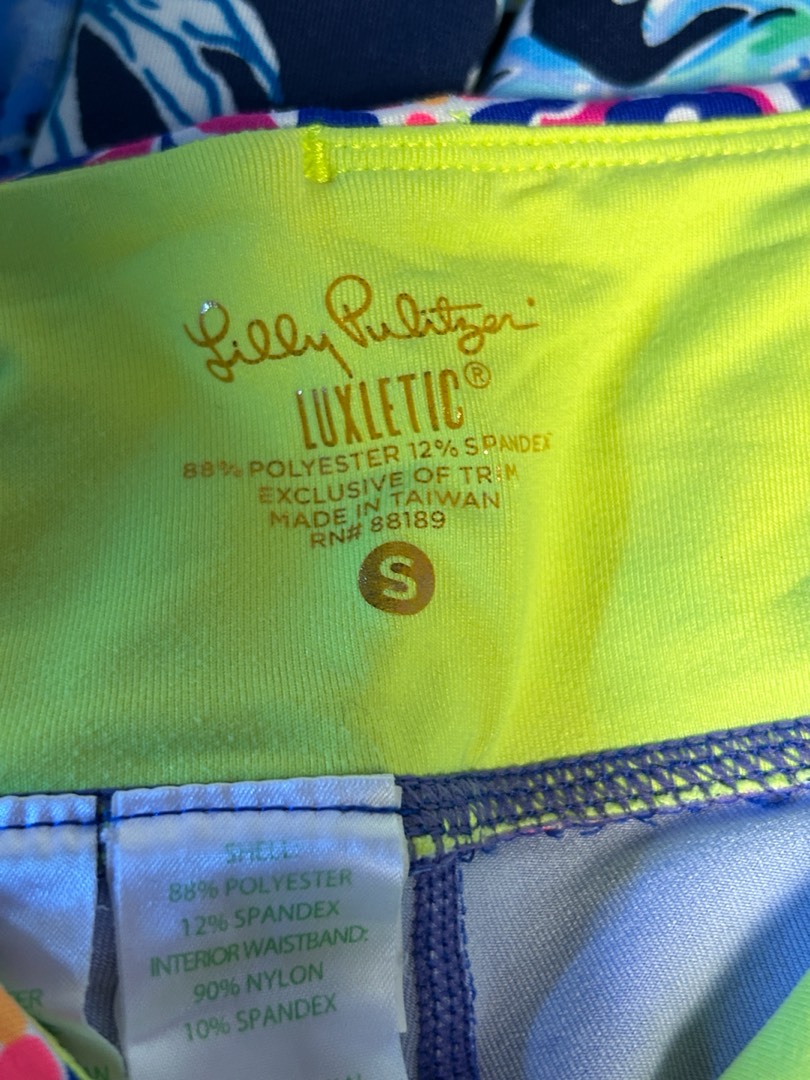 Lilly Pulitzer
LUXLETIC®
88% POLYESTER 12% SPANDEX
EXCLUSIVE OF TRIM
MADE IN TAIWAN
RN# 88189
S
SHELL:
88% POLYESTER
12% SPANDEX
INTERIOR WAISTBAND:
90% NYLON
10% SPANDEX